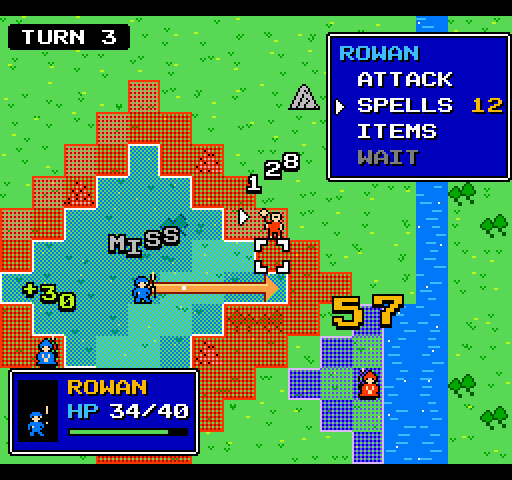 TURN 3
ROWAN
ATTACK
SPELLS 12
ITEMS
WAIT
128
MISS
+30
57
ROWAN
HP 34/40